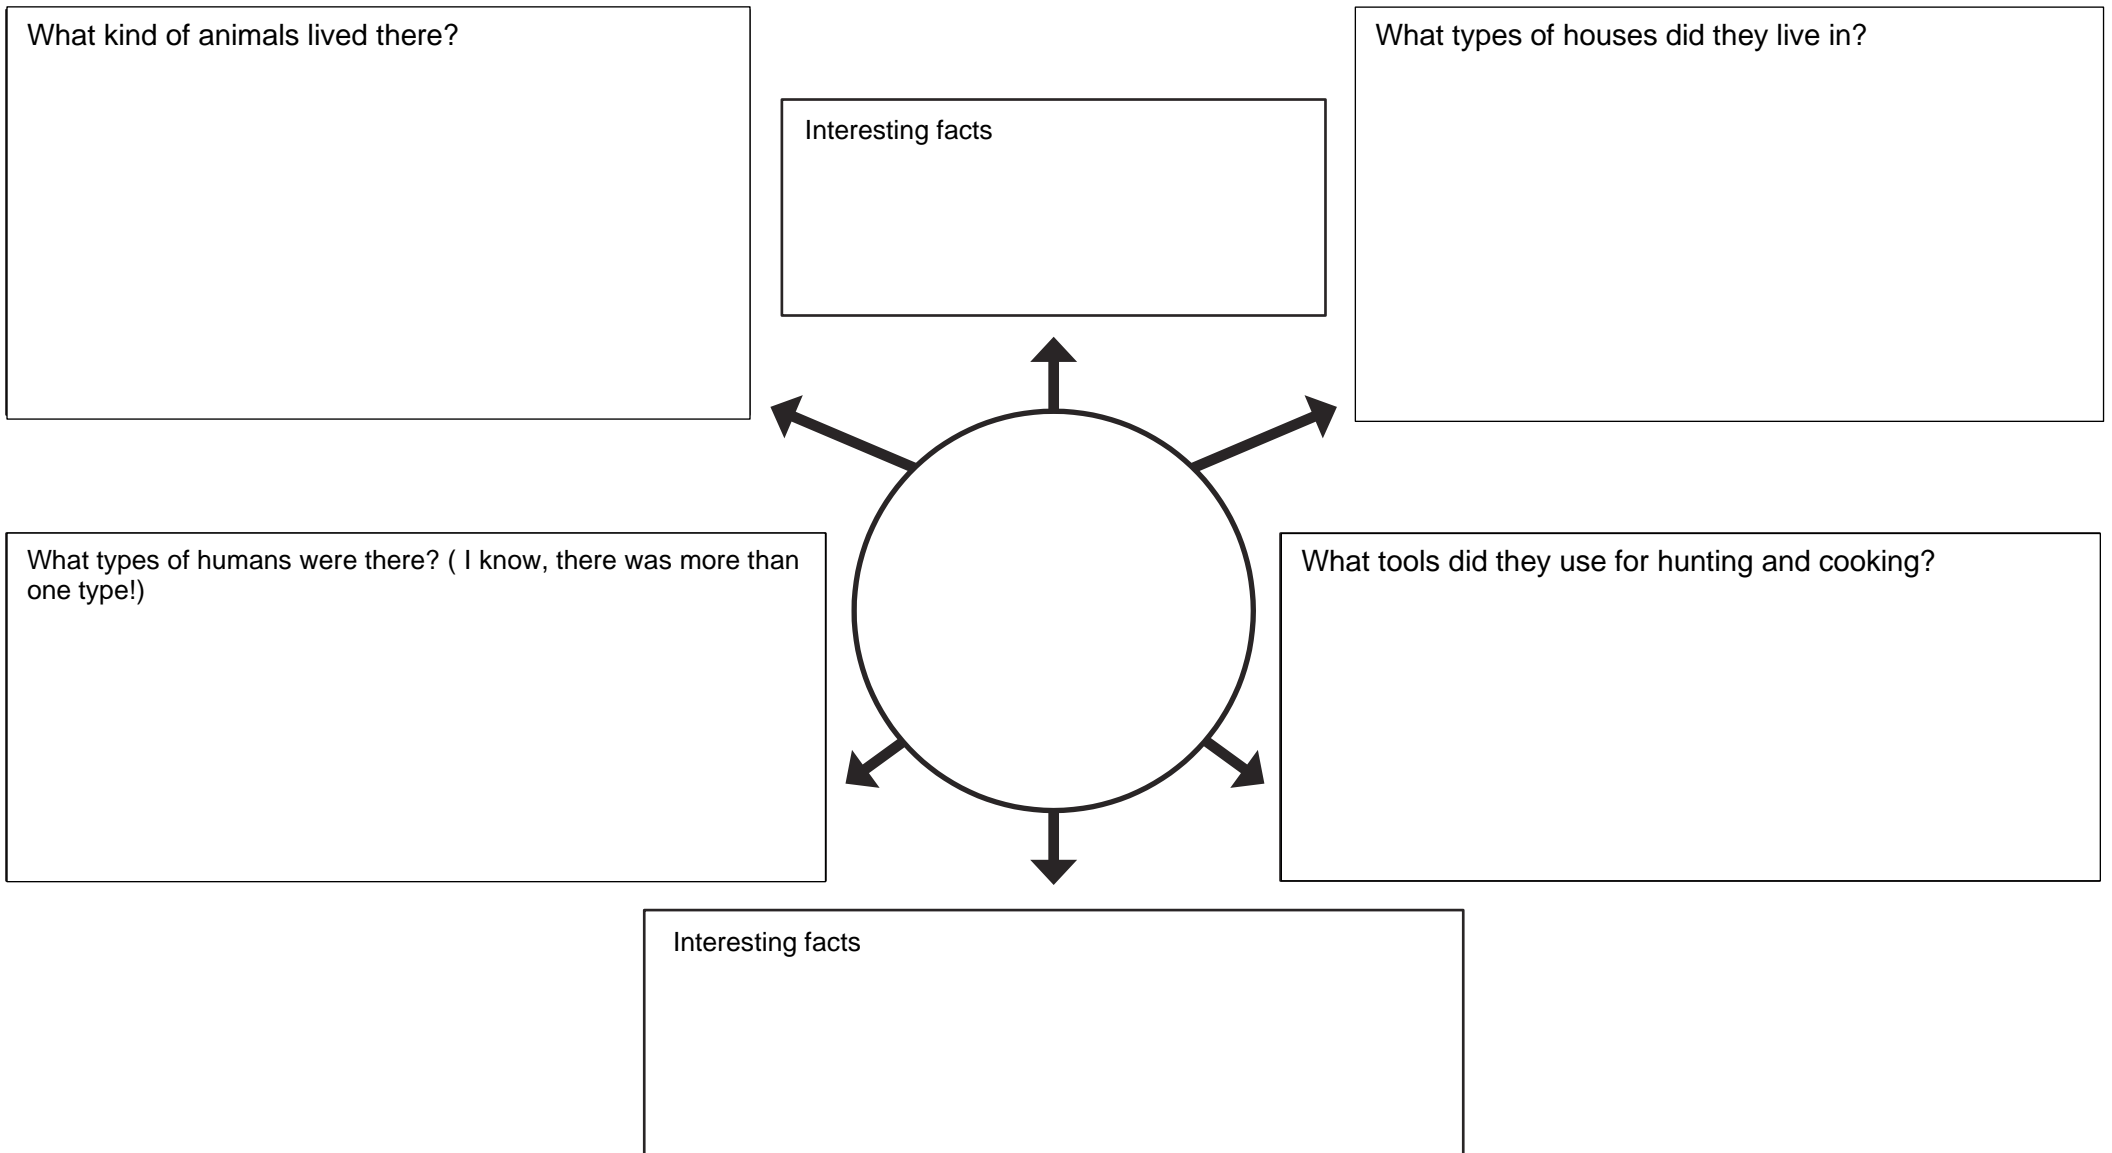 What kind of animals lived there?
Interesting facts
What types of houses did they live in?
What types of humans were there? ( I know, there was more than
one type!)
What tools did they use for hunting and cooking?
Interesting facts